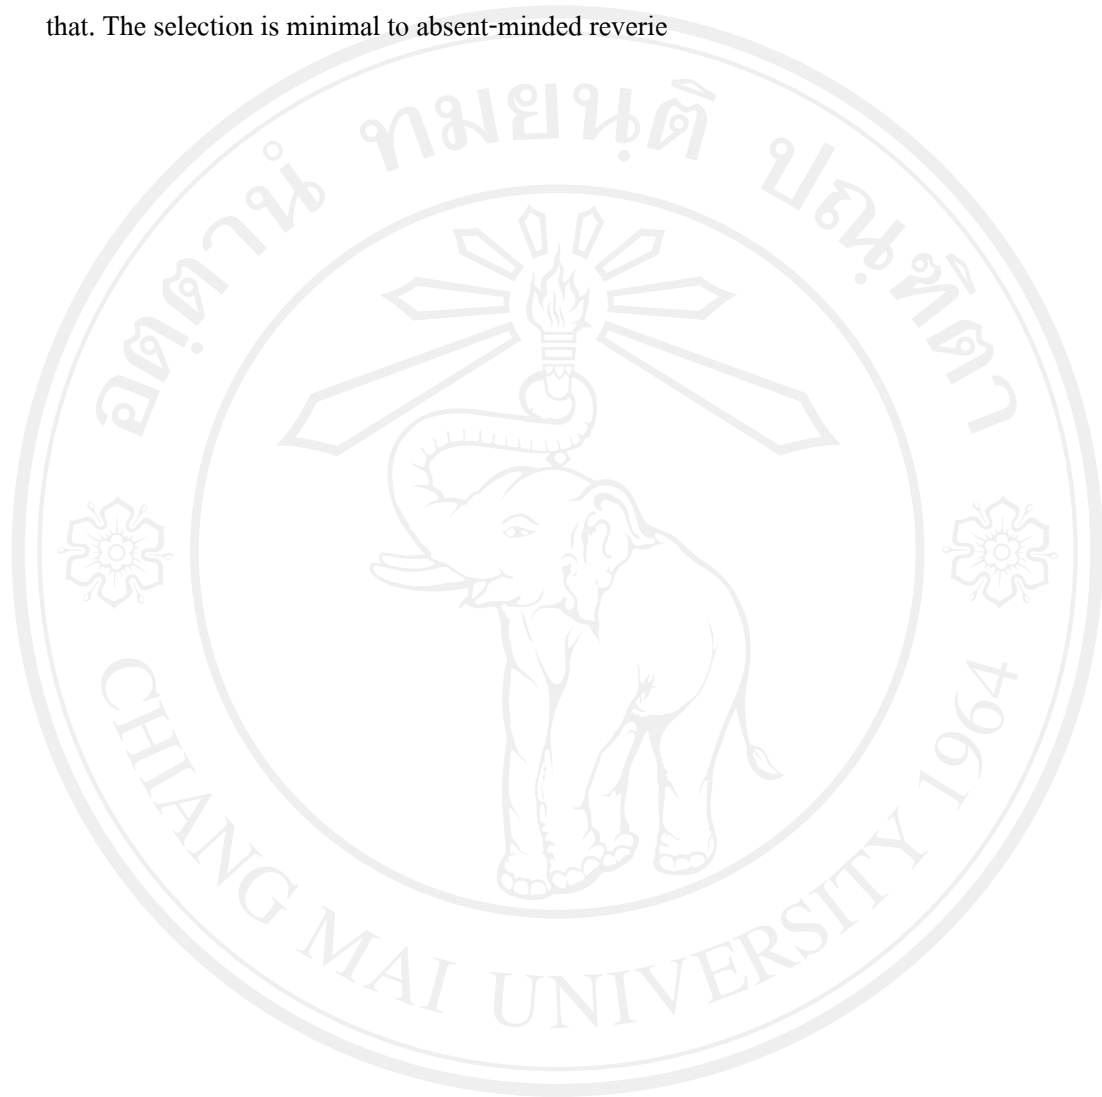 that. The selection is minimal to absent-minded reverie
อตฺตานํ ทมยนฺติ ปณฺฑิตา
CHIANG MAI UNIVERSITY 1964